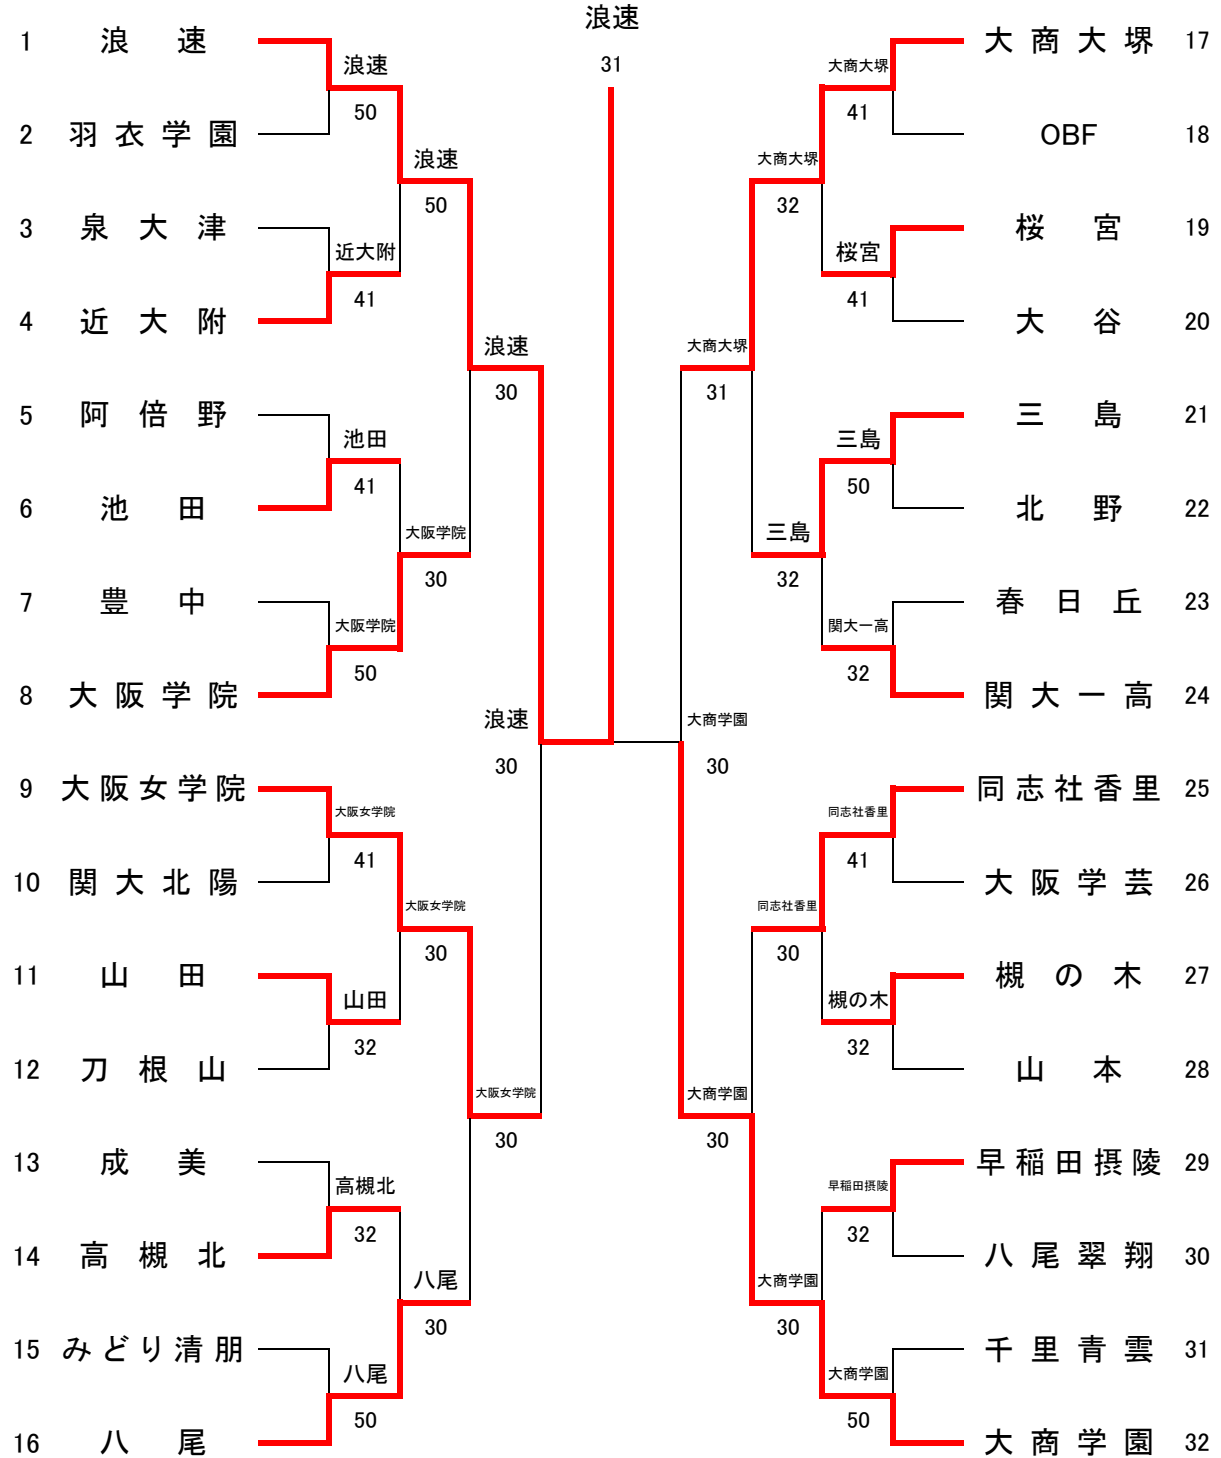 浪速
31
1 浪速
2 羽衣学園
3 泉大津
4 近大附
5 阿倍野
6 池田
7 豊中
8 大阪学院
9 大阪女学院
10 関大北陽
11 山田
12 刀根山
13 成美
14 高槻北
15 みどり清朋
16 八尾
浪速
50
近大附
41
池田
41
大阪学院
50
大阪女学院
41
山田
32
高槻北
32
八尾
50
浪速
50
大阪学院
30
大阪女学院
30
八尾
30
浪速
30
大阪女学院
30
浪速
30
大商学園
30
大商大堺
31
大商学園
30
大商大堺
32
三島
32
同志社香里
30
大商学園
30
大商大堺
41
桜宮
41
三島
50
関大一高
32
同志社香里
41
槻の木
32
早稲田摂陵
32
大商学園
50
大商大堺 17
OBF 18
桜宮 19
大谷 20
三島 21
北野 22
春日丘 23
関大一高 24
同志社香里 25
大阪学芸 26
槻の木 27
山本 28
早稲田摂陵 29
八尾翠翔 30
千里青雲 31
大商学園 32